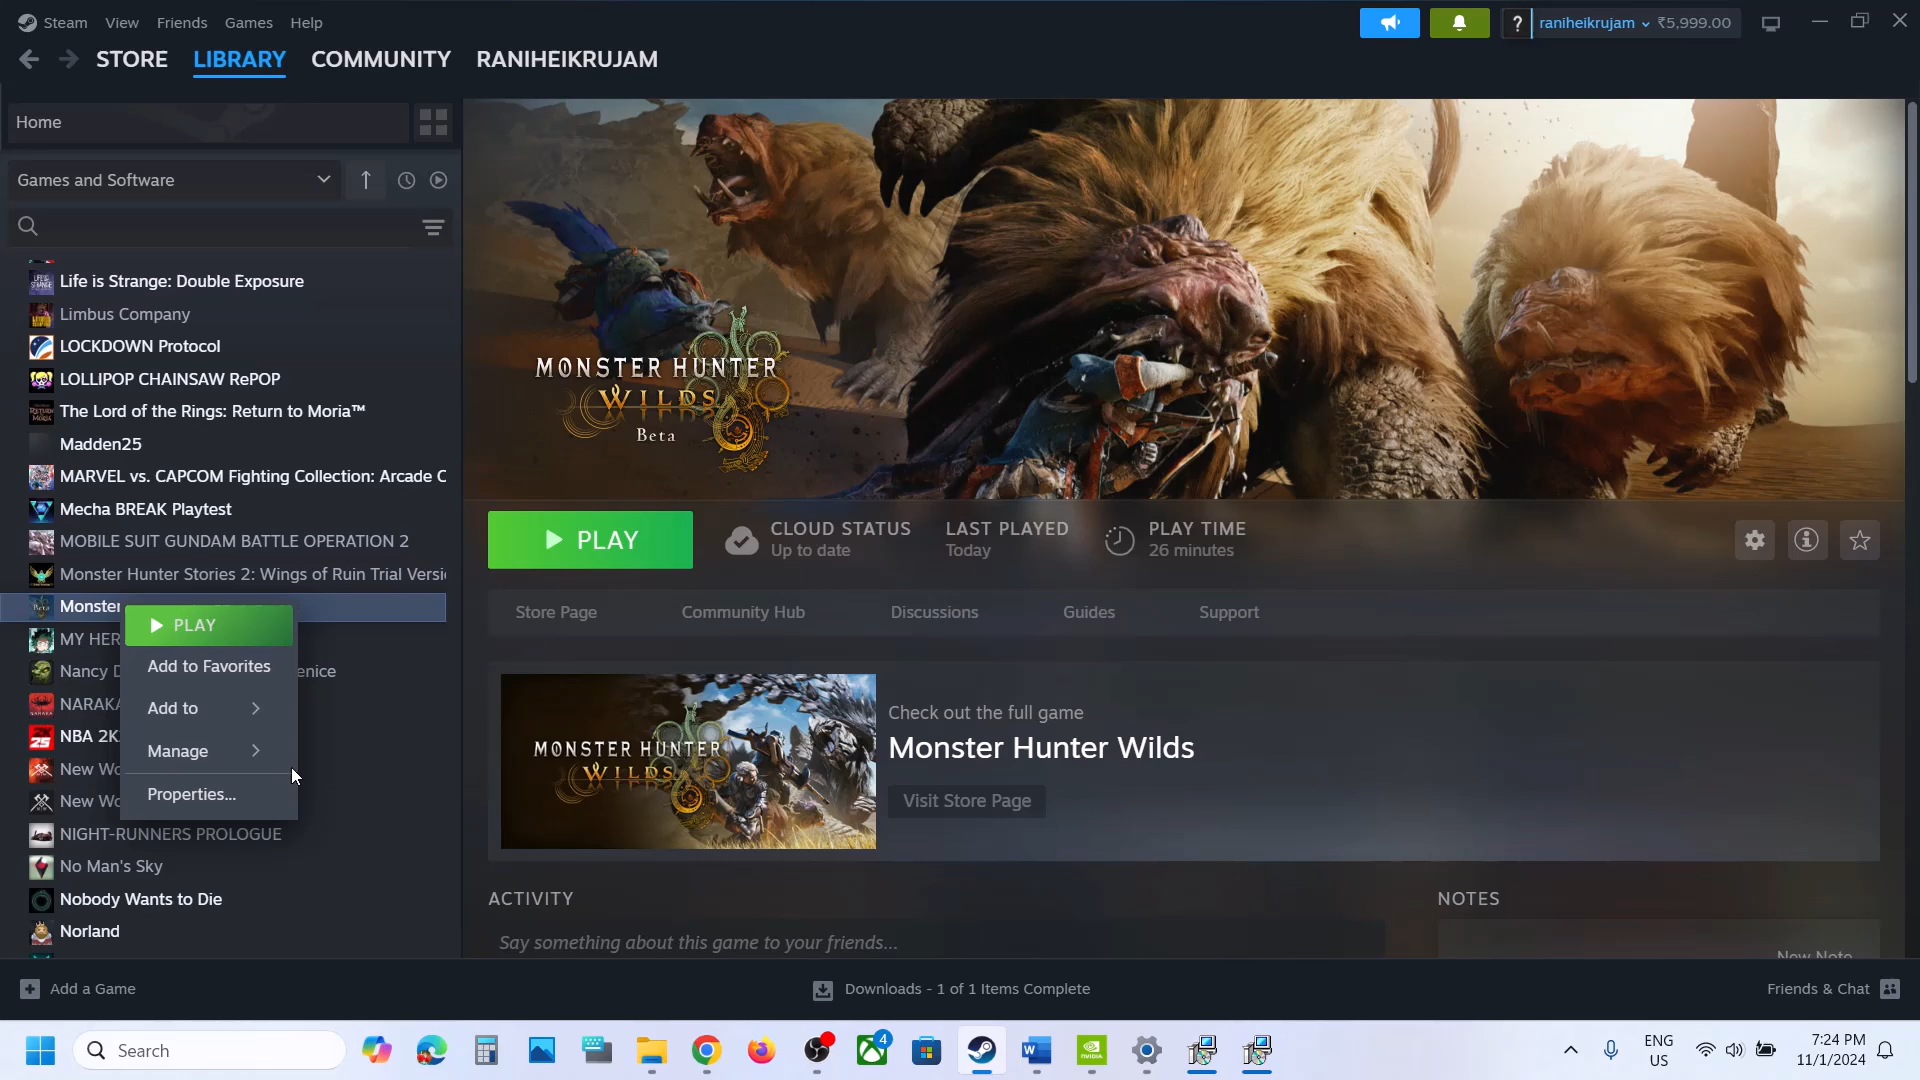 Steam View Friends Games Help
? raniheikrujam ₹5,999.00
STORE LIBRARY COMMUNITY RANIHEIKRUJAM
Home
Games and Software
Life is Strange: Double Exposure
Limbus Company
LOCKDOWN Protocol
LOLLIPOP CHAINSAW RePOP
The Lord of the Rings: Return to Moria™
Madden25
MARVEL vs. CAPCOM Fighting Collection: Arcade C
Mecha BREAK Playtest
MOBILE SUIT GUNDAM BATTLE OPERATION 2
Monster Hunter Stories 2: Wings of Ruin Trial Versi
Monster
MY HER
Nancy D enice
NARAKA
NBA 2K
New Wo
New Wo
NIGHT-RUNNERS PROLOGUE
No Man's Sky
Nobody Wants to Die
Norland
PLAY
Add to Favorites
Add to
Manage
Properties...
MONSTER HUNTER
WILDS
Beta
PLAY
CLOUD STATUS
Up to date
LAST PLAYED
Today
PLAY TIME
26 minutes
Store Page Community Hub Discussions Guides Support
MONSTER HUNTER
WILDS
Check out the full game
Monster Hunter Wilds
Visit Store Page
ACTIVITY
Say something about this game to your friends...
NOTES
New Note
Add a Game
Downloads - 1 of 1 Items Complete
Friends & Chat
Search
4
ENG
US
7:24 PM
11/1/2024